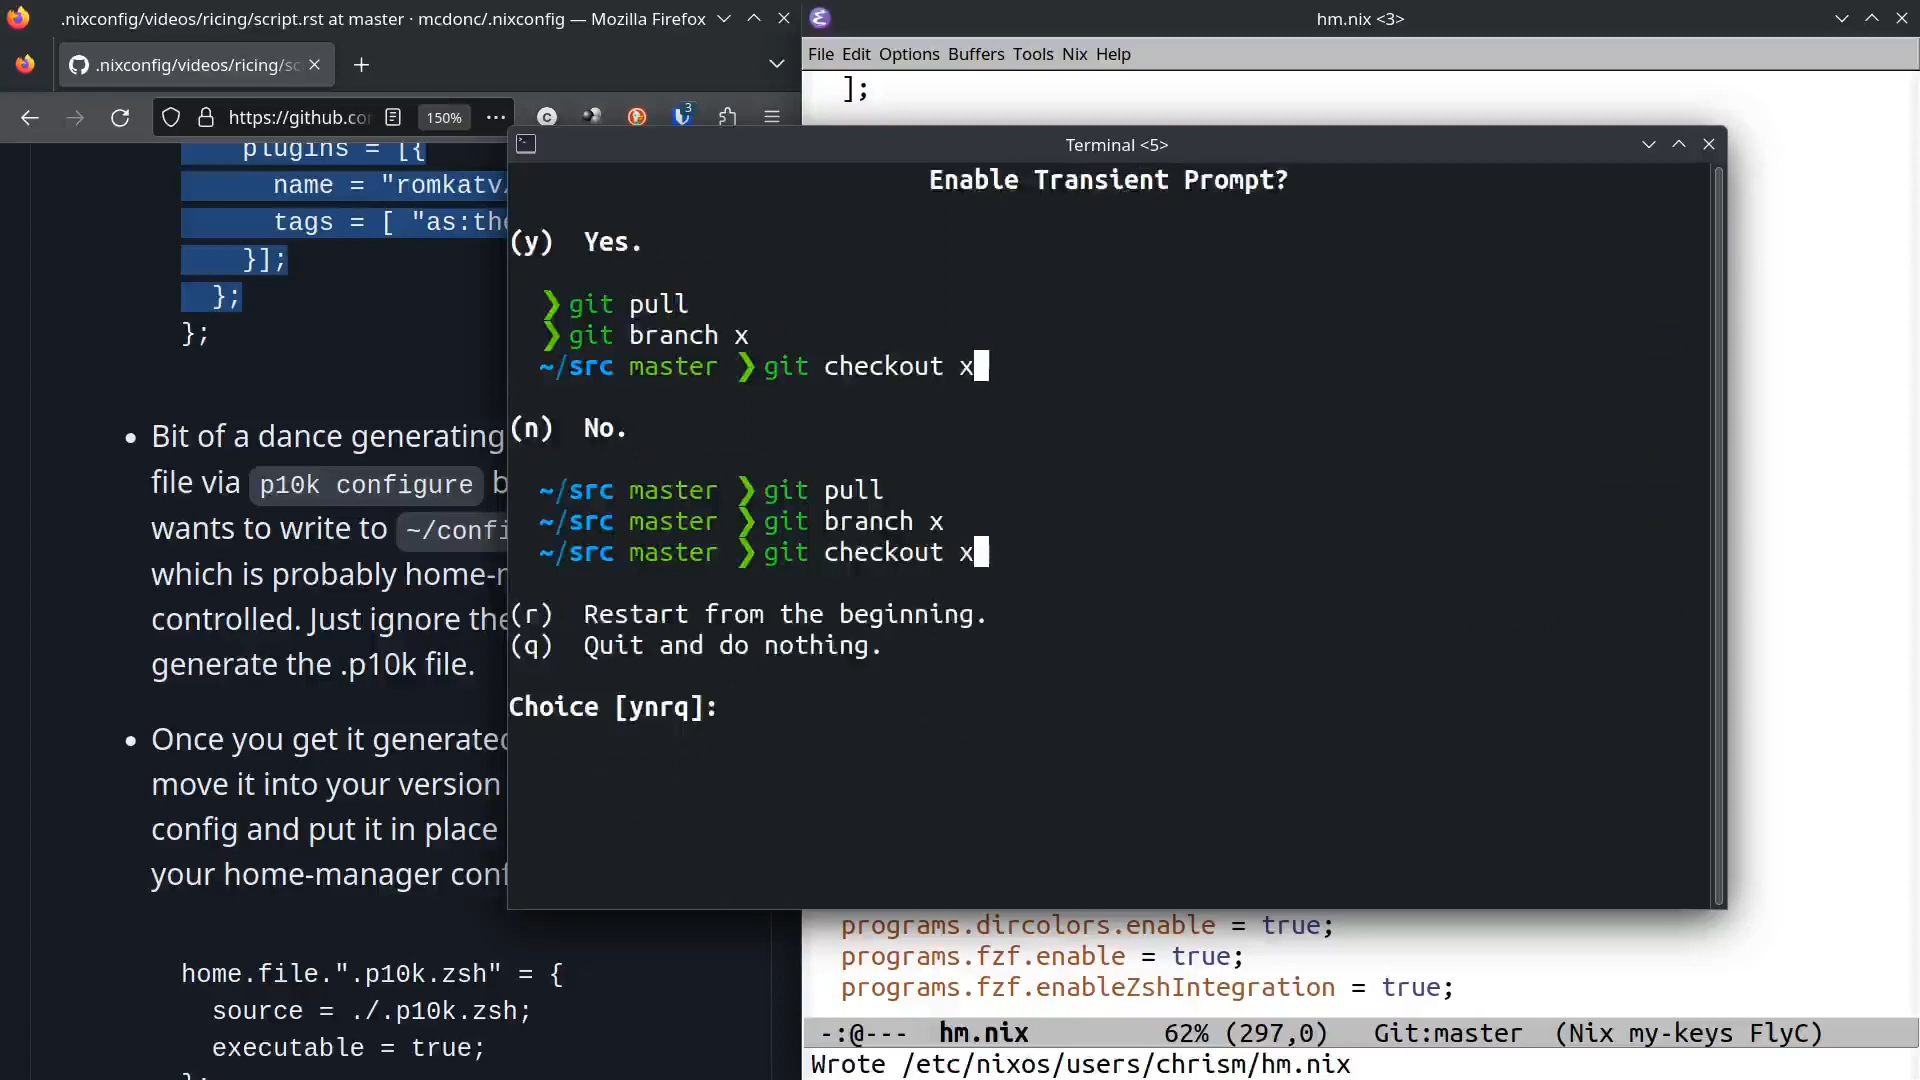 .nixconfig/videos/ricing/script.rst at master · mcdonc/.nixconfig — Mozilla Firefox
.nixconfig/videos/ricing/sc
https://github.co
150%
3
plugins = [{
name = "romkatv
tags = [ "as:the
}];
};
};
Bit of a dance generating
file via p10k configure b
wants to write to ~/confi
which is probably home-
controlled. Just ignore the
generate the .p10k file.
Once you get it generated
move it into your version
config and put it in place
your home-manager conf
home.file.".p10k.zsh" = {
source = ./.p10k.zsh;
executable = true;
};
hm.nix <3>
File Edit Options Buffers Tools Nix Help
];
Terminal <5>
Enable Transient Prompt?
(y) Yes.
❯ git pull
❯ git branch x
~/src master ❯ git checkout x
(n) No.
~/src master ❯ git pull
~/src master ❯ git branch x
~/src master ❯ git checkout x
(r) Restart from the beginning.
(q) Quit and do nothing.
Choice [ynrq]:
programs.dircolors.enable = true;
programs.fzf.enable = true;
programs.fzf.enableZshIntegration = true;
-:@--- hm.nix 62% (297,0) Git:master (Nix my-keys FlyC)
Wrote /etc/nixos/users/chrism/hm.nix